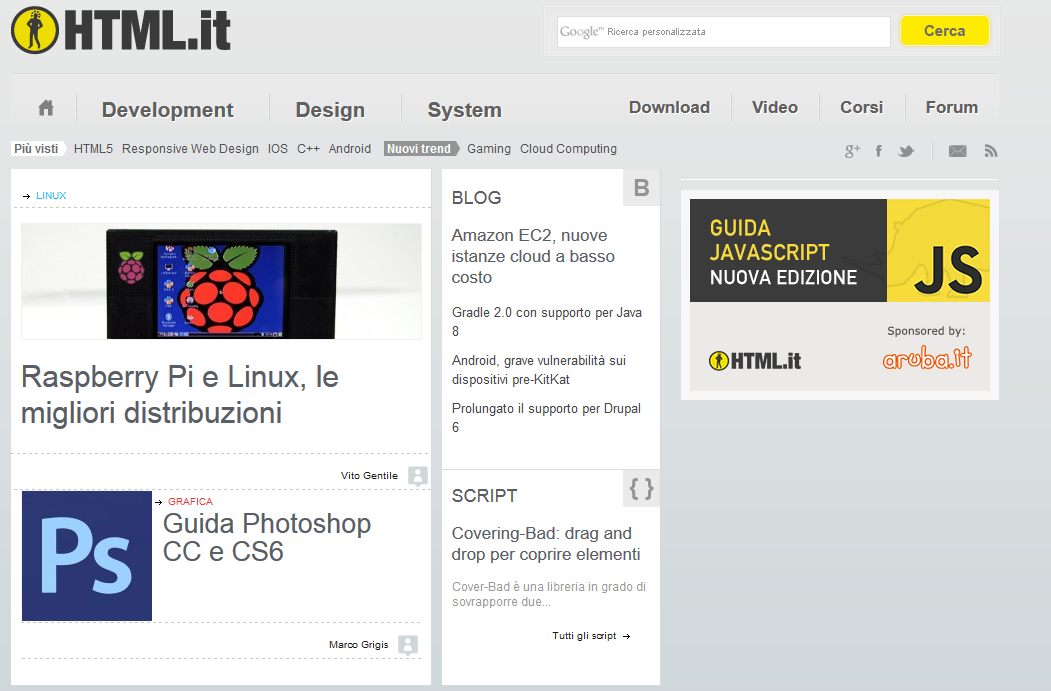 HTML.it
Google™ Ricerca personalizzata
Cerca
Development
Design
System
Download
Video
Corsi
Forum
Più visti
HTML5
Responsive Web Design
IOS
C++
Android
Nuovi trend
Gaming
Cloud Computing
g+
f
LINUX
Raspberry Pi e Linux, le
migliori distribuzioni
Vito Gentile
Ps
GRAFICA
Guida Photoshop
CC e CS6
Marco Grigis
BLOG
B
Amazon EC2, nuove
istanze cloud a basso
costo
Gradle 2.0 con supporto per Java
8
Android, grave vulnerabilità sui
dispositivi pre-KitKat
Prolungato il supporto per Drupal
6
SCRIPT
{ }
Covering-Bad: drag and
drop per coprire elementi
Cover-Bad è una libreria in grado di
sovrapporre due...
Tutti gli script
GUIDA
JAVASCRIPT
NUOVA EDIZIONE
JS
Sponsored by:
HTML.it
aruba.it